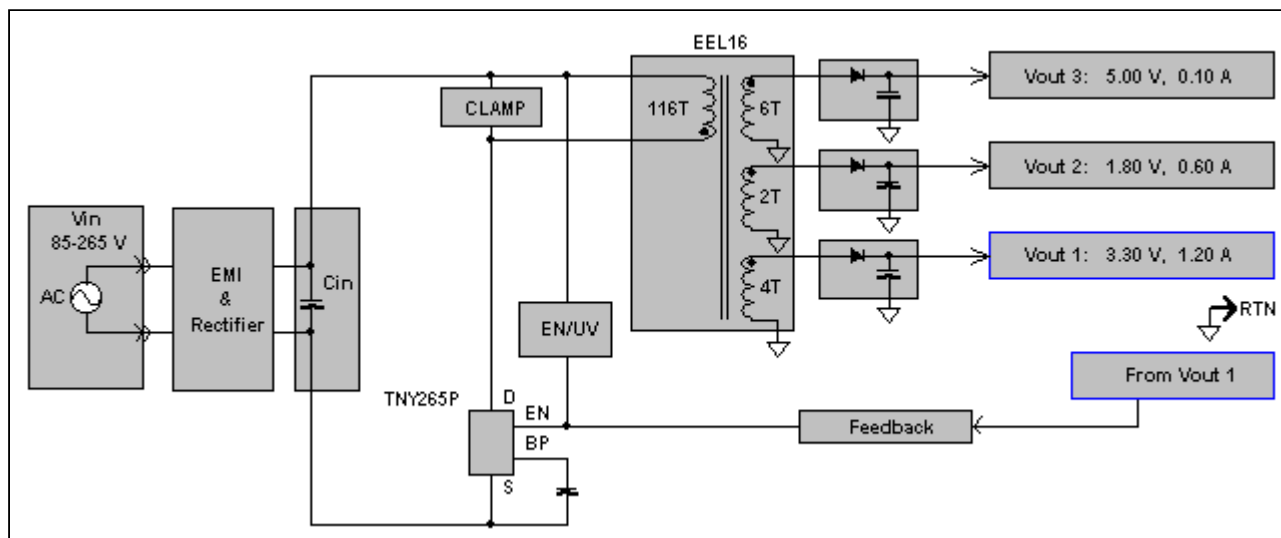 EEL16
Vout 3: 5.00 V, 0.10 A
CLAMP
116T
6T
Vout 2: 1.80 V, 0.60 A
2T
Vin
85-265 V
Vout 1: 3.30 V, 1.20 A
EMI
&
Rectifier
Cin
4T
AC
RTN
EN/UV
From Vout 1
TNY265P
D
EN
Feedback
BP
S